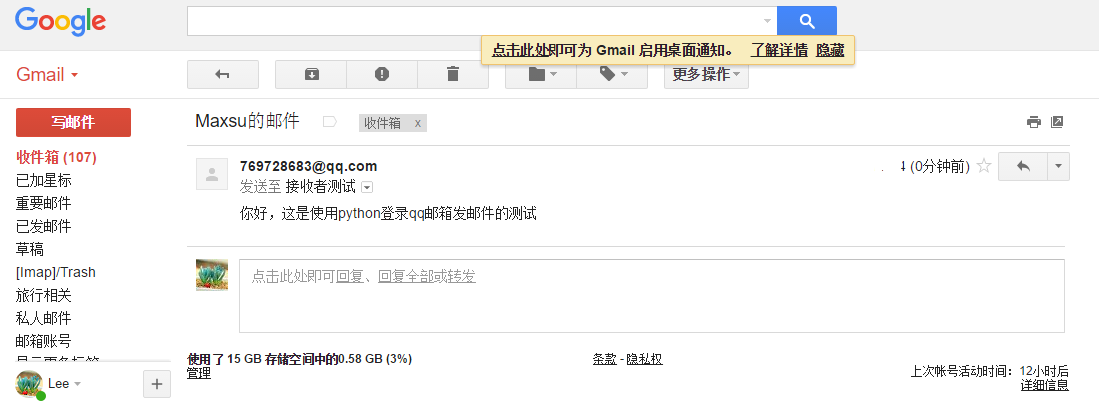 Google
点击此处即可为 Gmail 启用桌面通知。 了解详情 隐藏
Gmail
更多操作
写邮件
Maxsu的邮件
收件箱 x
收件箱 (107)
已加星标
重要邮件
已发邮件
草稿
[Imap]/Trash
旅行相关
私人邮件
邮箱账号
769728683@qq.com
(0分钟前)
发送至 接收者测试
你好，这是使用python登录qq邮箱发邮件的测试
点击此处即可回复、回复全部或转发
使用了 15 GB 存储空间中的0.58 GB (3%)
管理
条款 - 隐私权
上次帐号活动时间：12小时后
详细信息
Lee